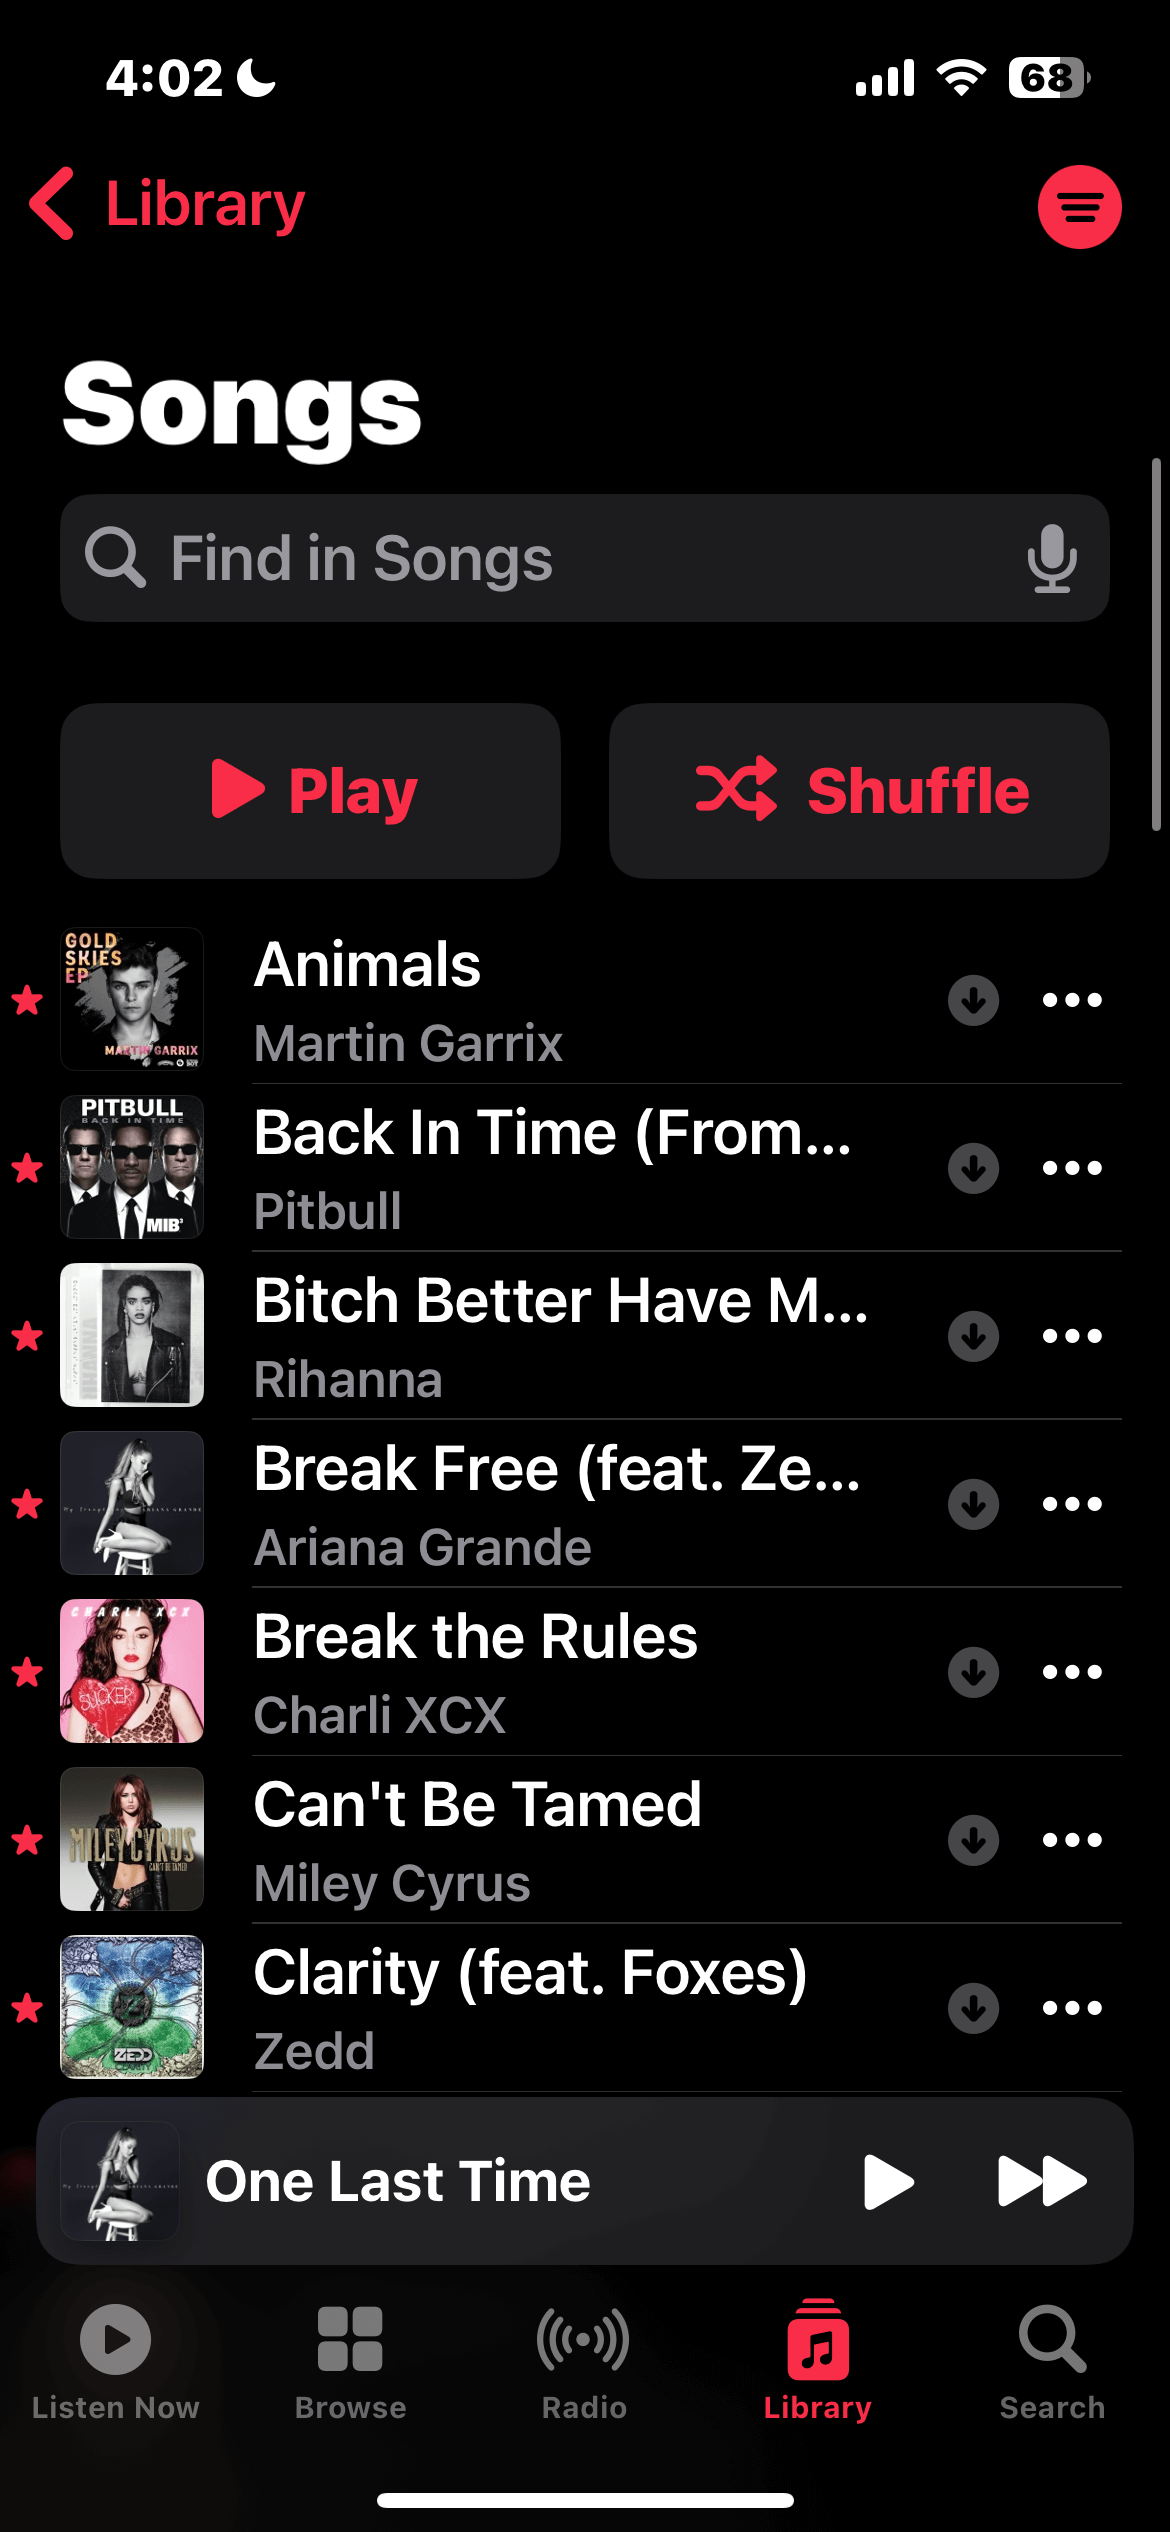 4:02
68
Library
Songs
Find in Songs
Play
Shuffle
GOLD
SKIES
EP
MARTIN GARRIX
Animals
Martin Garrix
PITBULL
BACK IN TIME
MIB³
Back In Time (From...
Pitbull
Bitch Better Have M...
Rihanna
Break Free (feat. Ze...
Ariana Grande
CHARLI XCX
SUCKER
Break the Rules
Charli XCX
MILEY CYRUS
CAN'T BE TAMED
Can't Be Tamed
Miley Cyrus
ZEDD
Clarity (feat. Foxes)
Zedd
One Last Time
Listen Now
Browse
Radio
Library
Search